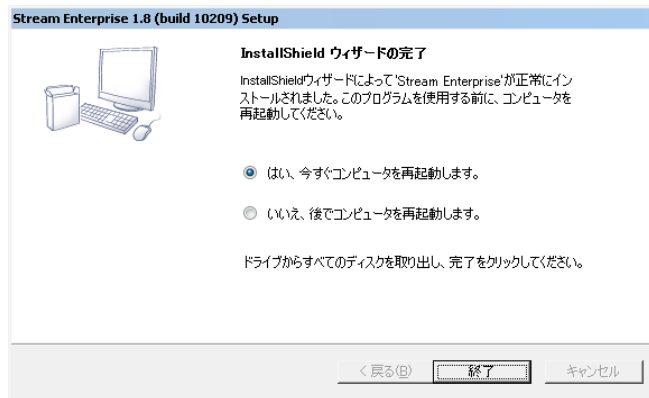 Stream Enterprise 1.8 (build 10209) Setup
InstallShield ウィザードの完了
InstallShieldウィザードによって'Stream Enterprise'が正常にイン
ストールされました。このプログラムを使用する前に、コンピュータを
再起動してください。
はい、今すぐコンピュータを再起動します。
いいえ、後でコンピュータを再起動します。
ドライブからすべてのディスクを取り出し、完了をクリックしてください。
< 戻る(B) 終了 キャンセル